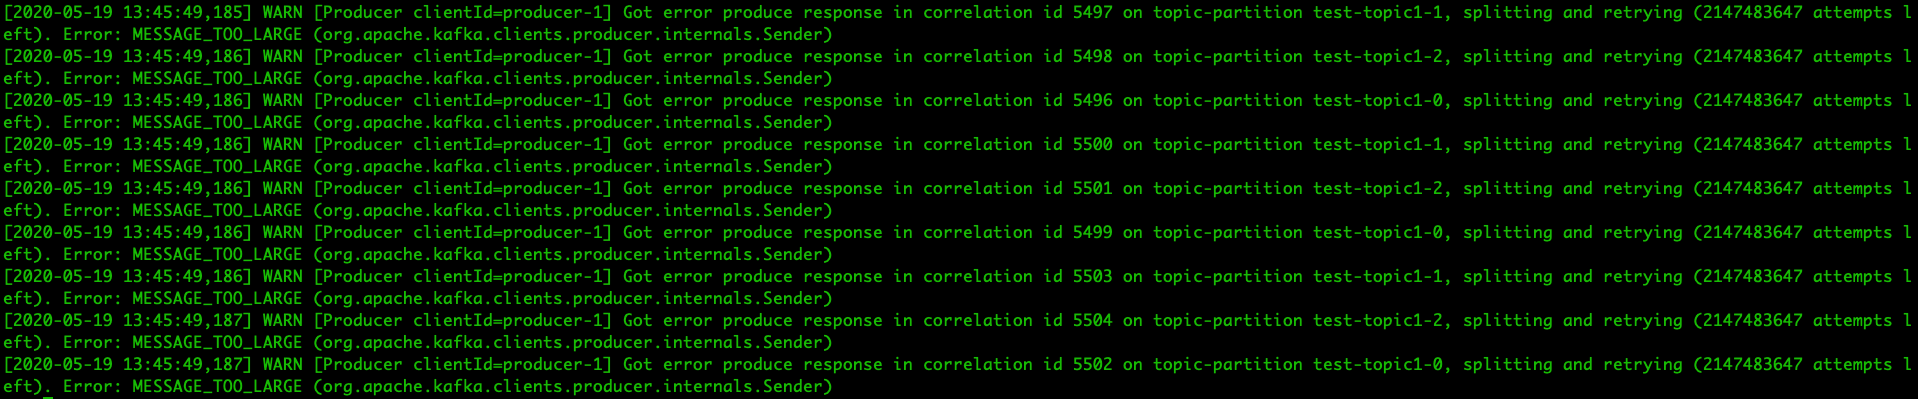 [2020-05-19 13:45:49,185] WARN [Producer clientId=producer-1] Got error produce response in correlation id 5497 on topic-partition test-topic1-1, splitting and retrying (2147483647 attempts l
eft). Error: MESSAGE_TOO_LARGE (org.apache.kafka.clients.producer.internals.Sender)
[2020-05-19 13:45:49,186] WARN [Producer clientId=producer-1] Got error produce response in correlation id 5498 on topic-partition test-topic1-2, splitting and retrying (2147483647 attempts l
eft). Error: MESSAGE_TOO_LARGE (org.apache.kafka.clients.producer.internals.Sender)
[2020-05-19 13:45:49,186] WARN [Producer clientId=producer-1] Got error produce response in correlation id 5496 on topic-partition test-topic1-0, splitting and retrying (2147483647 attempts l
eft). Error: MESSAGE_TOO_LARGE (org.apache.kafka.clients.producer.internals.Sender)
[2020-05-19 13:45:49,186] WARN [Producer clientId=producer-1] Got error produce response in correlation id 5500 on topic-partition test-topic1-1, splitting and retrying (2147483647 attempts l
eft). Error: MESSAGE_TOO_LARGE (org.apache.kafka.clients.producer.internals.Sender)
[2020-05-19 13:45:49,186] WARN [Producer clientId=producer-1] Got error produce response in correlation id 5501 on topic-partition test-topic1-2, splitting and retrying (2147483647 attempts l
eft). Error: MESSAGE_TOO_LARGE (org.apache.kafka.clients.producer.internals.Sender)
[2020-05-19 13:45:49,186] WARN [Producer clientId=producer-1] Got error produce response in correlation id 5499 on topic-partition test-topic1-0, splitting and retrying (2147483647 attempts l
eft). Error: MESSAGE_TOO_LARGE (org.apache.kafka.clients.producer.internals.Sender)
[2020-05-19 13:45:49,186] WARN [Producer clientId=producer-1] Got error produce response in correlation id 5503 on topic-partition test-topic1-1, splitting and retrying (2147483647 attempts l
eft). Error: MESSAGE_TOO_LARGE (org.apache.kafka.clients.producer.internals.Sender)
[2020-05-19 13:45:49,187] WARN [Producer clientId=producer-1] Got error produce response in correlation id 5504 on topic-partition test-topic1-2, splitting and retrying (2147483647 attempts l
eft). Error: MESSAGE_TOO_LARGE (org.apache.kafka.clients.producer.internals.Sender)
[2020-05-19 13:45:49,187] WARN [Producer clientId=producer-1] Got error produce response in correlation id 5502 on topic-partition test-topic1-0, splitting and retrying (2147483647 attempts l
eft). Error: MESSAGE_TOO_LARGE (org.apache.kafka.clients.producer.internals.Sender)